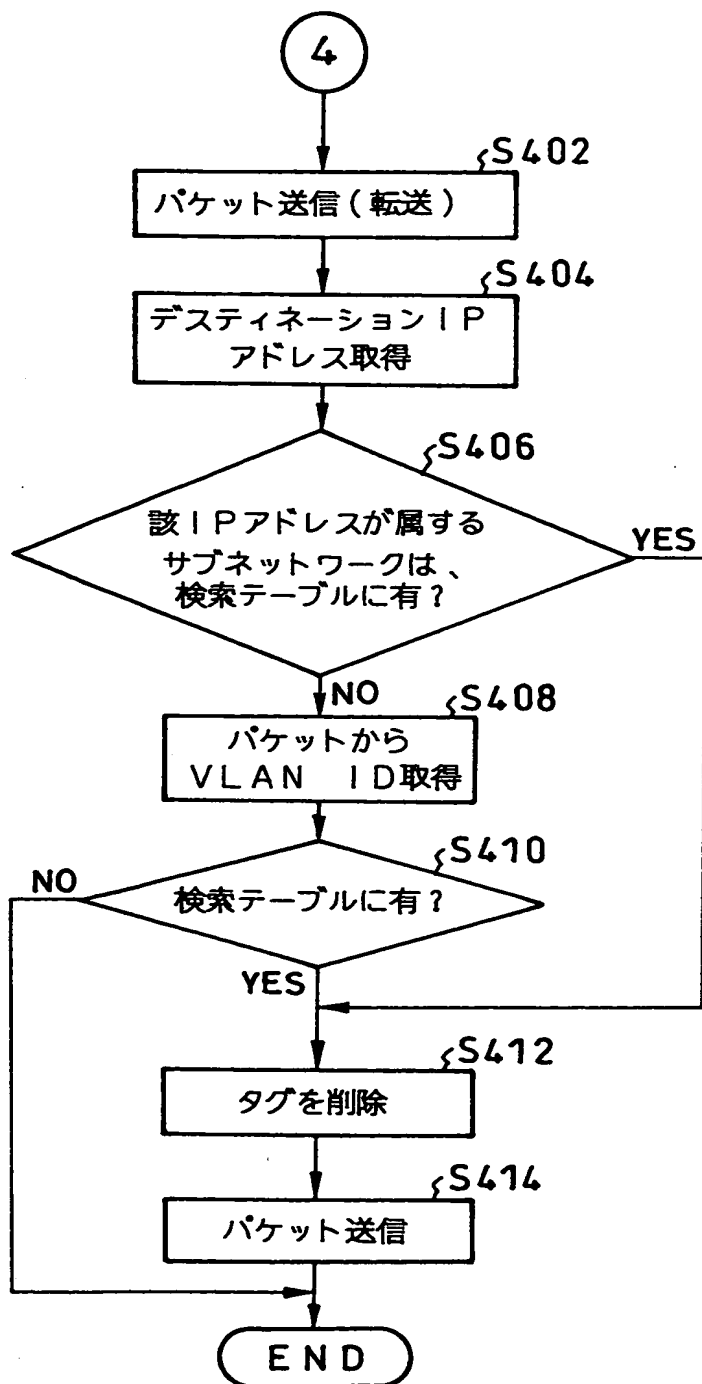 4
S402
パケット送信(転送)
S404
デスティネーションIP
アドレス取得
S406
該IPアドレスが属する
サブネットワークは、
検索テーブルに有?
YES
NO
S408
パケットから
VLAN ID取得
S410
NO
検索テーブルに有?
YES
S412
タグを削除
S414
パケット送信
END